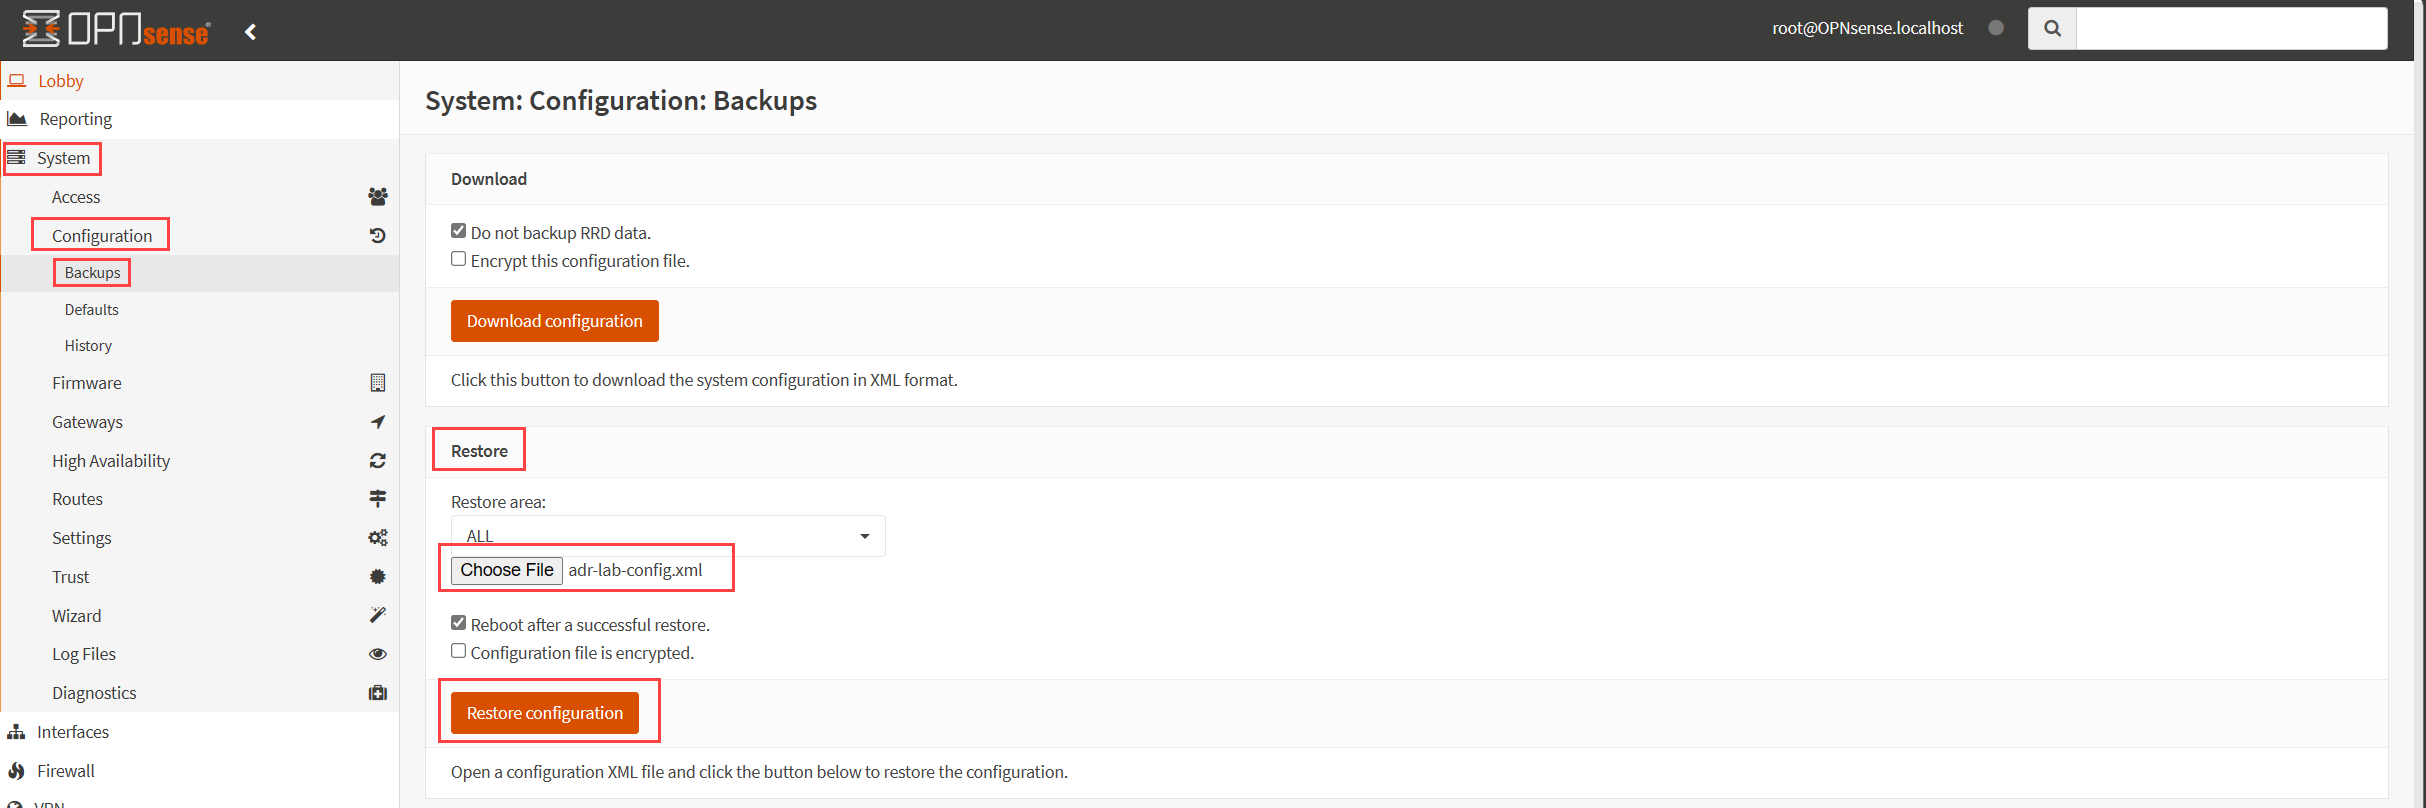 OPNsense®
root@OPNsense.localhost
Lobby
Reporting
System
Access
Configuration
Backups
Defaults
History
Firmware
Gateways
High Availability
Routes
Settings
Trust
Wizard
Log Files
Diagnostics
Interfaces
Firewall
VPN
System: Configuration: Backups
Download
Do not backup RRD data.
Encrypt this configuration file.
Download configuration
Click this button to download the system configuration in XML format.
Restore
Restore area:
ALL
Choose File adr-lab-config.xml
Reboot after a successful restore.
Configuration file is encrypted.
Restore configuration
Open a configuration XML file and click the button below to restore the configuration.